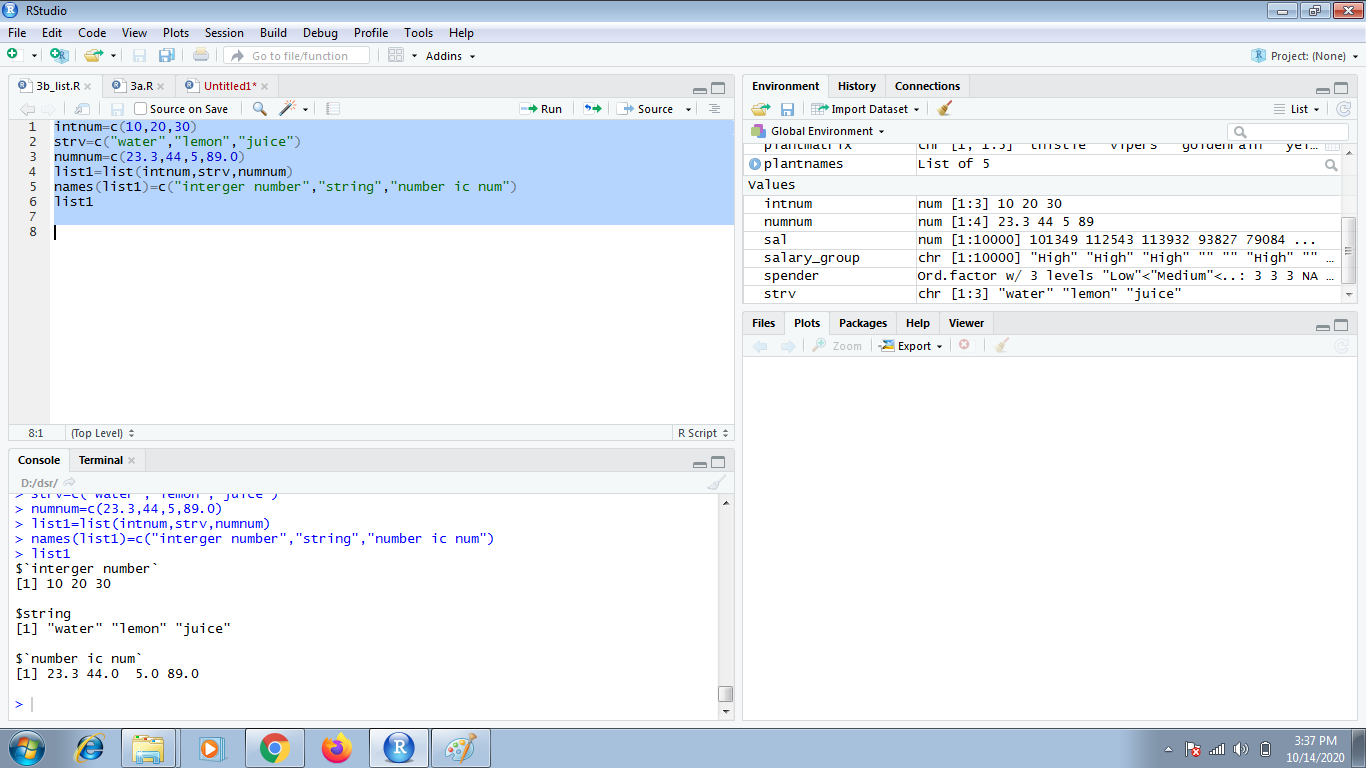 RStudio
File Edit Code View Plots Session Build Debug Profile Tools Help
Go to file/function Addins Project: (None)
3b_list.R 3a.R Untitled1*
Source on Save Run Source
1 intnum=c(10,20,30)
2 strv=c("water","lemon","juice")
3 numnum=c(23.3,44,5,89.0)
4 list1=list(intnum,strv,numnum)
5 names(list1)=c("interger number","string","number ic num")
6 list1
7
8
8:1 (Top Level) R Script
Console Terminal
D:/dsr/
> strv=c("water","lemon","juice")
> numnum=c(23.3,44,5,89.0)
> list1=list(intnum,strv,numnum)
> names(list1)=c("interger number","string","number ic num")
> list1
$`interger number`
[1] 10 20 30
$string
[1] "water" "lemon" "juice"
$`number ic num`
[1] 23.3 44.0  5.0 89.0
>
Environment History Connections
Import Dataset List
Global Environment
plantmatrix chr [1, 1:5] "thistle" "vipers" "goldenrain" "yel…
plantnames List of 5
Values
intnum num [1:3] 10 20 30
numnum num [1:4] 23.3 44 5 89
sal num [1:10000] 101349 112543 113932 93827 79084 ...
salary_group chr [1:10000] "High" "High" "High" "" "" "High" "" …
spender Ord.factor w/ 3 levels "Low"<"Medium"<..: 3 3 3 NA …
strv chr [1:3] "water" "lemon" "juice"
Files Plots Packages Help Viewer
Zoom Export
3:37 PM
10/14/2020